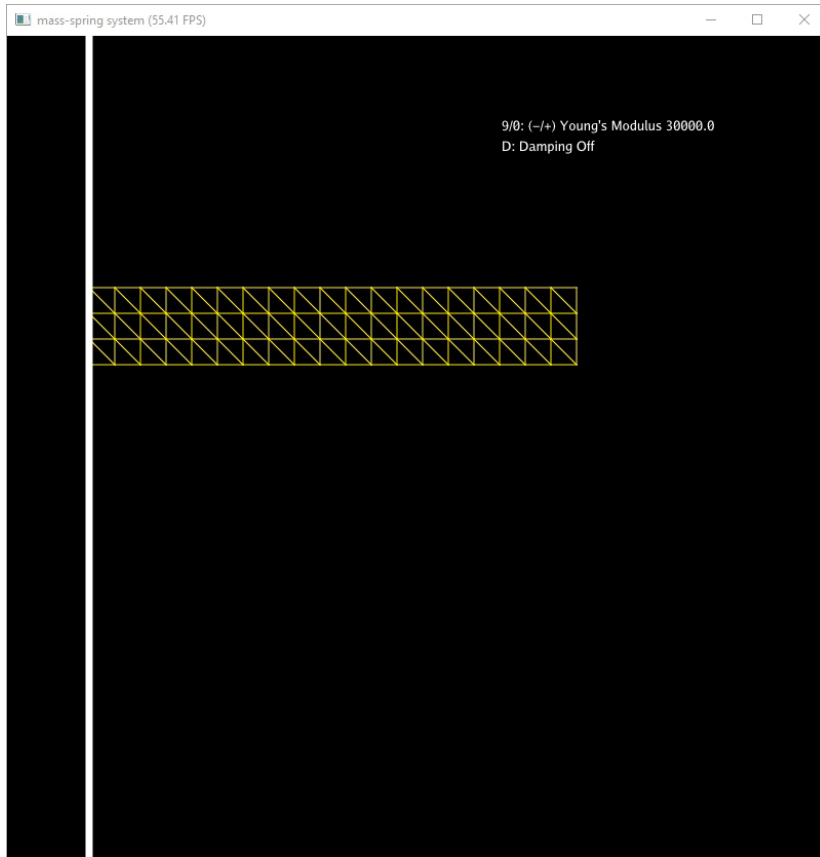 mass-spring system (55.41 FPS)
9/0: (-/+) Young's Modulus 30000.0
D: Damping Off